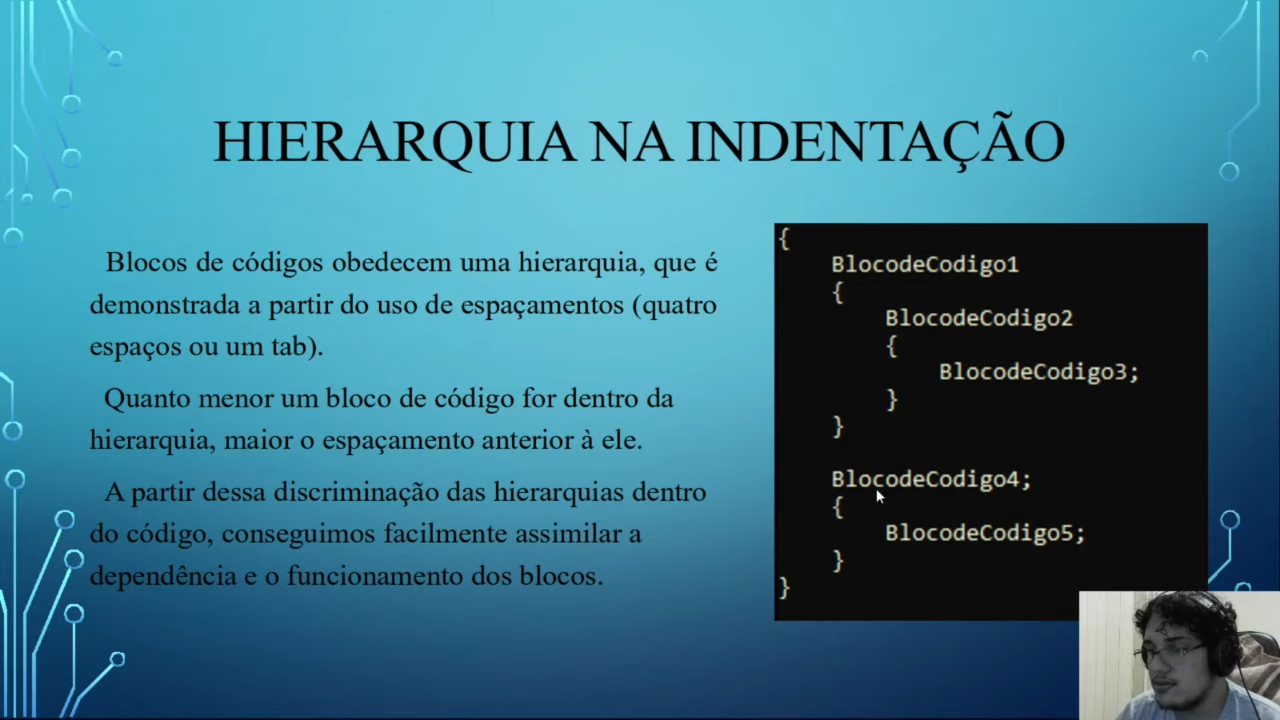 HIERARQUIA NA INDENTAÇÃO
Blocos de códigos obedecem uma hierarquia, que é
demonstrada a partir do uso de espaçamentos (quatro
espaços ou um tab).
Quanto menor um bloco de código for dentro da
hierarquia, maior o espaçamento anterior à ele.
A partir dessa discriminação das hierarquias dentro
do código, conseguimos facilmente assimilar a
dependência e o funcionamento dos blocos.
{
    BlocodeCodigo1
    {
        BlocodeCodigo2
        {
            BlocodeCodigo3;
        }
    }
    BlocodeCodigo4;
    {
        BlocodeCodigo5;
    }
}